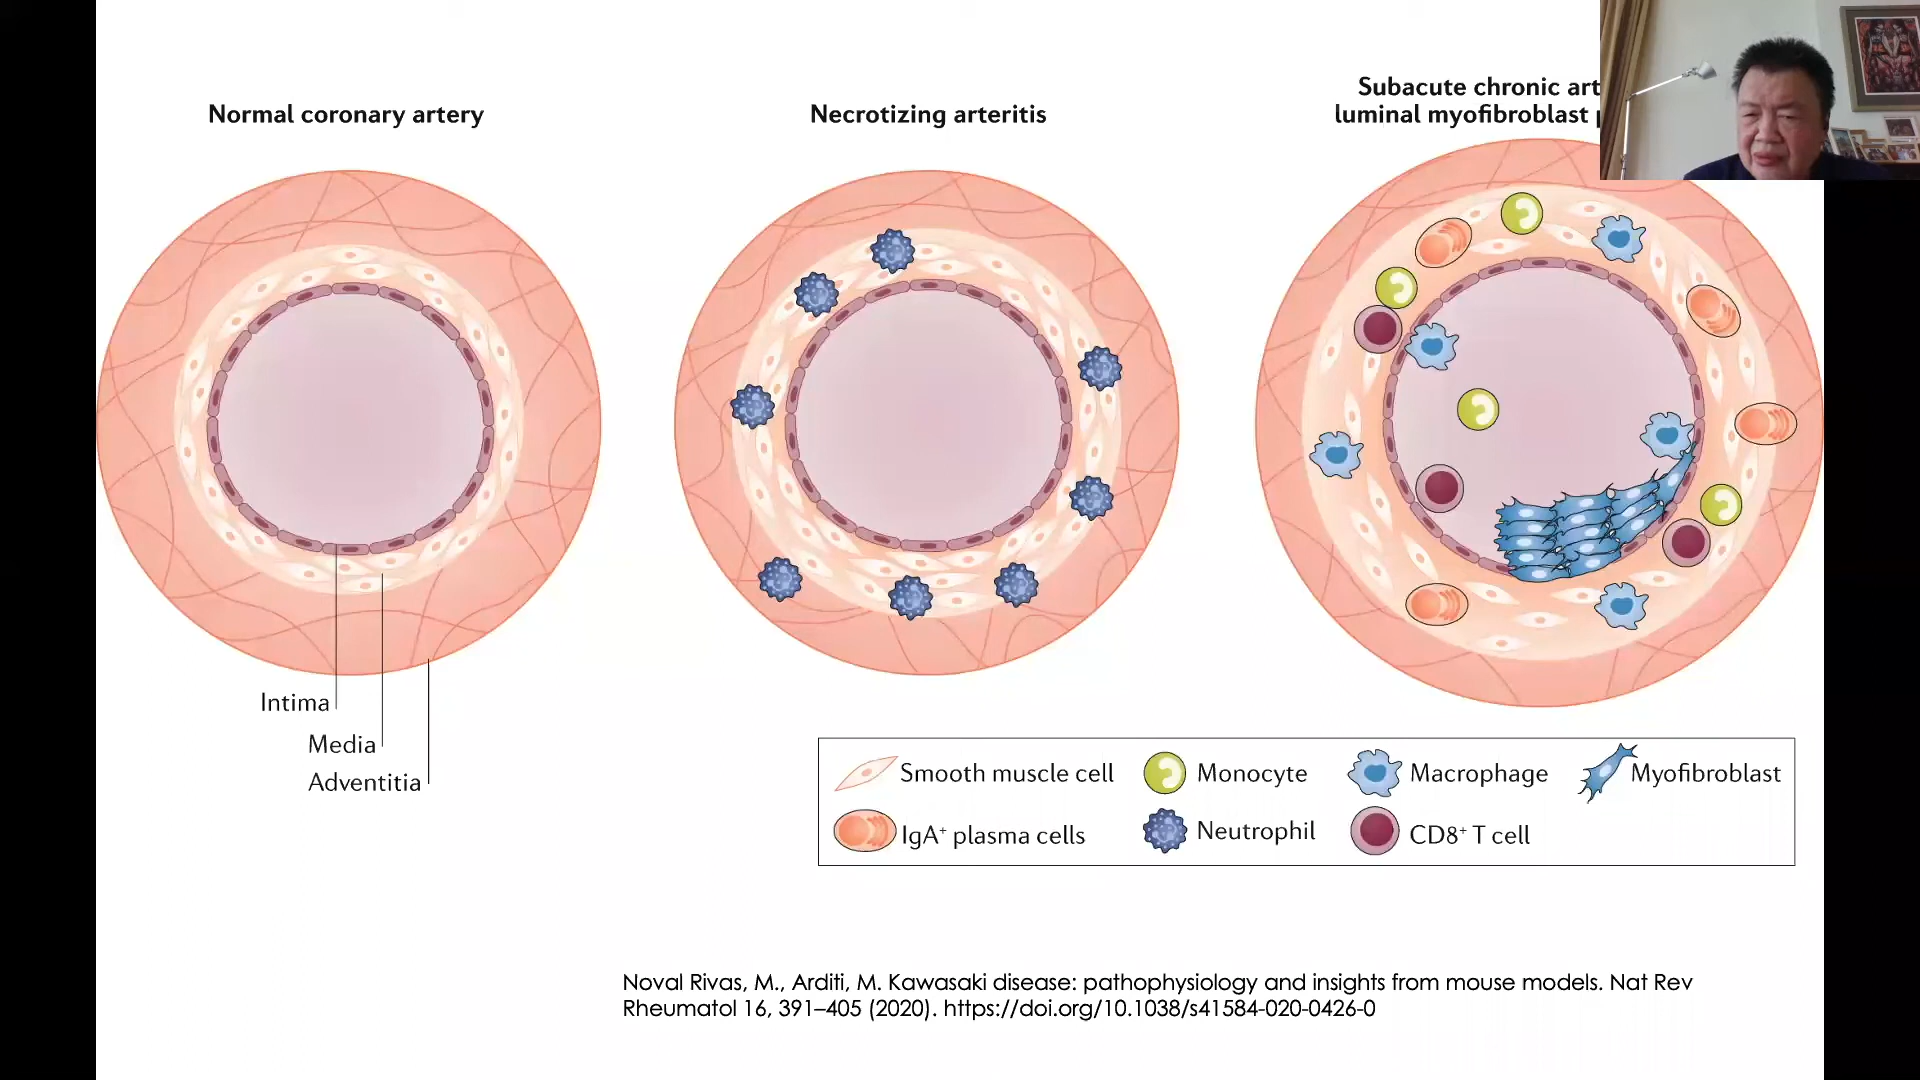 Normal coronary artery
Necrotizing arteritis
Subacute chronic
luminal myofibroblast
Intima
Media
Adventitia
Smooth muscle cell
Monocyte
Macrophage
Myofibroblast
IgA⁺ plasma cells
Neutrophil
CD8⁺ T cell
Noval Rivas, M., Arditi, M. Kawasaki disease: pathophysiology and insights from mouse models. Nat Rev
Rheumatol 16, 391–405 (2020). https://doi.org/10.1038/s41584-020-0426-0